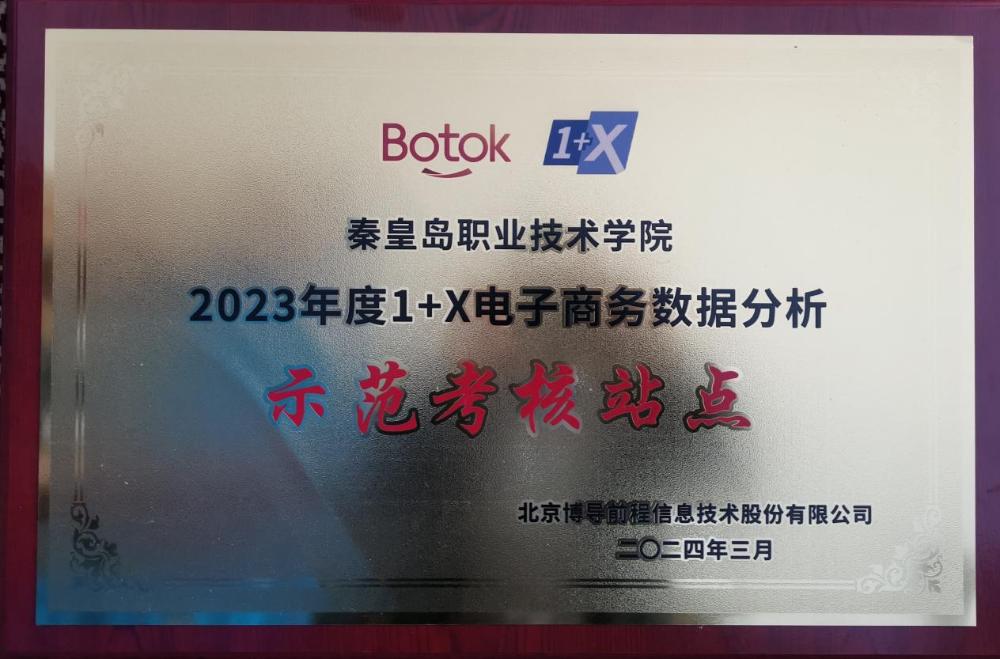 Botok 1+X
秦皇岛职业技术学院
2023年度1+X电子商务数据分析
示范考核站点
北京博导前程信息技术股份有限公司
二〇二四年三月